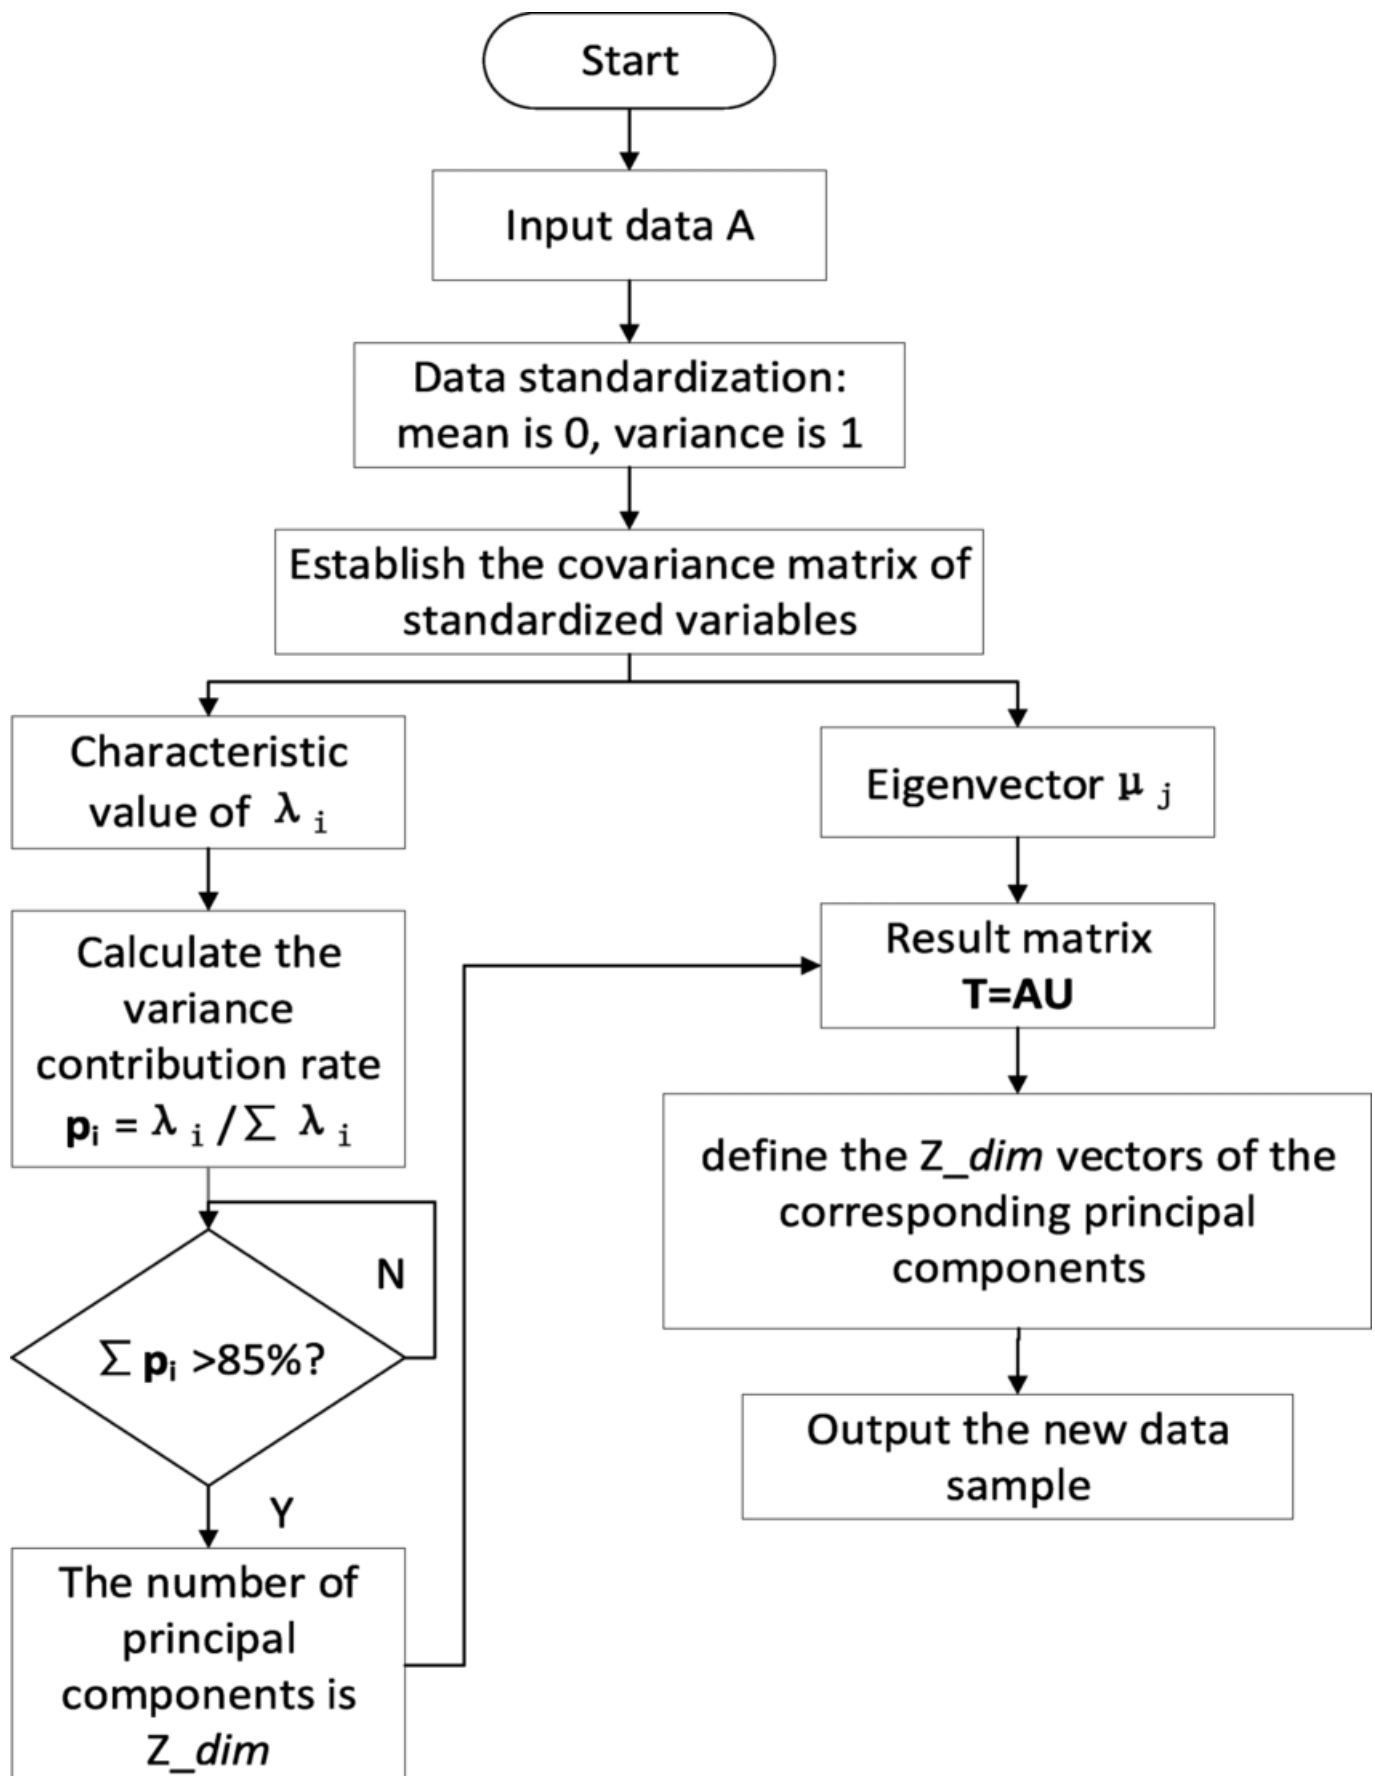 Start
Input data A
Data standardization:
mean is 0, variance is 1
Establish the covariance matrix of
standardized variables
Characteristic
value of λ i
Calculate the
variance
contribution rate
pi = λ i / Σ λ i
N
Σ pi >85%?
Y
The number of
principal
components is
Z_dim
Eigenvector μ j
Result matrix
T=AU
define the Z_dim vectors of the
corresponding principal
components
Output the new data
sample